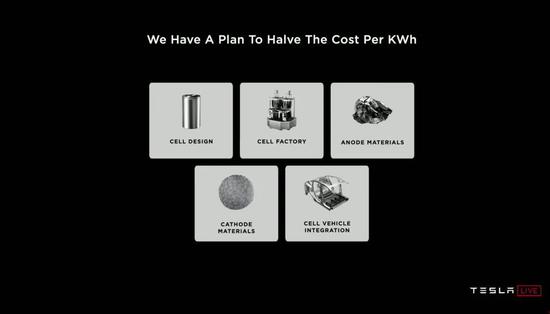 We Have A Plan To Halve The Cost Per KWh
CELL DESIGN
CELL FACTORY
ANODE MATERIALS
CATHODE
MATERIALS
CELL VEHICLE
INTEGRATION
TESLA LIVE